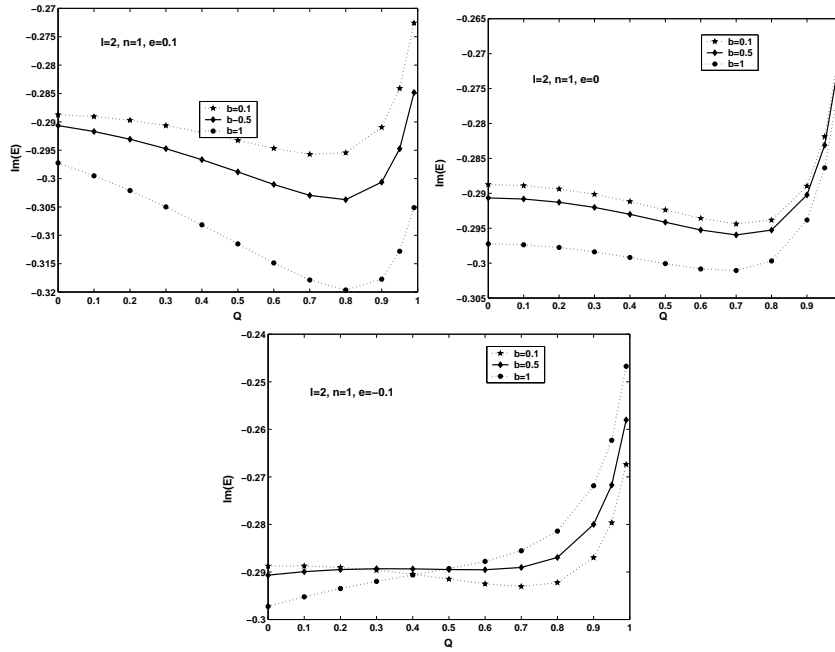 −0.27
−0.275
−0.28
−0.285
−0.29
−0.295
−0.3
−0.305
−0.31
−0.315
−0.32
Im(E)
l=2, n=1, e=0.1
b=0.1
b−0.5
b=1
0 0.1 0.2 0.3 0.4 0.5 0.6 0.7 0.8 0.9 1
Q
−0.265
−0.27
−0.275
−0.28
−0.285
−0.29
−0.295
−0.3
−0.305
Im(E)
l=2, n=1, e=0
b=0.1
b=0.5
b=1
0 0.1 0.2 0.3 0.4 0.5 0.6 0.7 0.8 0.9
Q
−0.24
−0.25
−0.26
−0.27
−0.28
−0.29
−0.3
Im(E)
l=2, n=1, e=−0.1
b=0.1
b=0.5
b=1
0 0.1 0.2 0.3 0.4 0.5 0.6 0.7 0.8 0.9 1
Q